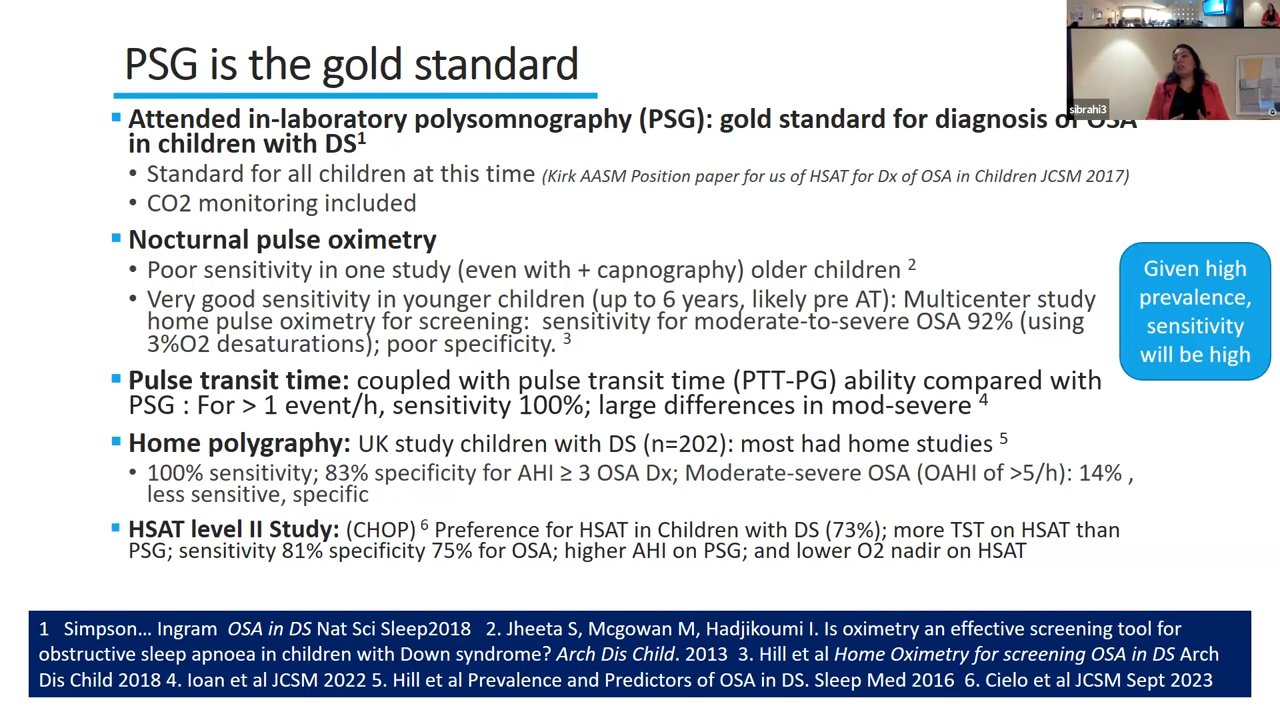 PSG is the gold standard
sibrahi3
Attended in-laboratory polysomnography (PSG): gold standard for diagnosis of OSA
in children with DS1
Standard for all children at this time (Kirk AASM Position paper for us of HSAT for Dx of OSA in Children JCSM 2017)
CO2 monitoring included
Nocturnal pulse oximetry
Poor sensitivity in one study (even with + capnography) older children 2
Very good sensitivity in younger children (up to 6 years, likely pre AT): Multicenter study
home pulse oximetry for screening: sensitivity for moderate-to-severe OSA 92% (using
3%O2 desaturations); poor specificity. 3
Given high
prevalence,
sensitivity
will be high
Pulse transit time: coupled with pulse transit time (PTT-PG) ability compared with
PSG : For > 1 event/h, sensitivity 100%; large differences in mod-severe 4
Home polygraphy: UK study children with DS (n=202): most had home studies 5
100% sensitivity; 83% specificity for AHI ≥ 3 OSA Dx; Moderate-severe OSA (OAHI of >5/h): 14% ,
less sensitive, specific
HSAT level II Study: (CHOP) 6 Preference for HSAT in Children with DS (73%); more TST on HSAT than
PSG; sensitivity 81% specificity 75% for OSA; higher AHI on PSG; and lower O2 nadir on HSAT
1 Simpson... Ingram OSA in DS Nat Sci Sleep2018 2. Jheeta S, Mcgowan M, Hadjikoumi I. Is oximetry an effective screening tool for
obstructive sleep apnoea in children with Down syndrome? Arch Dis Child. 2013 3. Hill et al Home Oximetry for screening OSA in DS Arch
Dis Child 2018 4. Ioan et al JCSM 2022 5. Hill et al Prevalence and Predictors of OSA in DS. Sleep Med 2016 6. Cielo et al JCSM Sept 2023